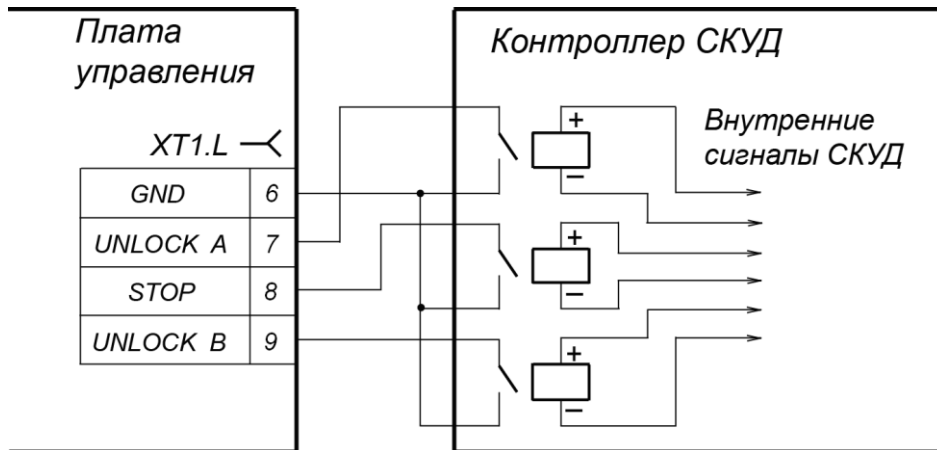 Плата
управления
Контроллер СКУД
XT1.L
GND 6
UNLOCK A 7
STOP 8
UNLOCK B 9
+
−
+
−
+
−
Внутренние
сигналы СКУД